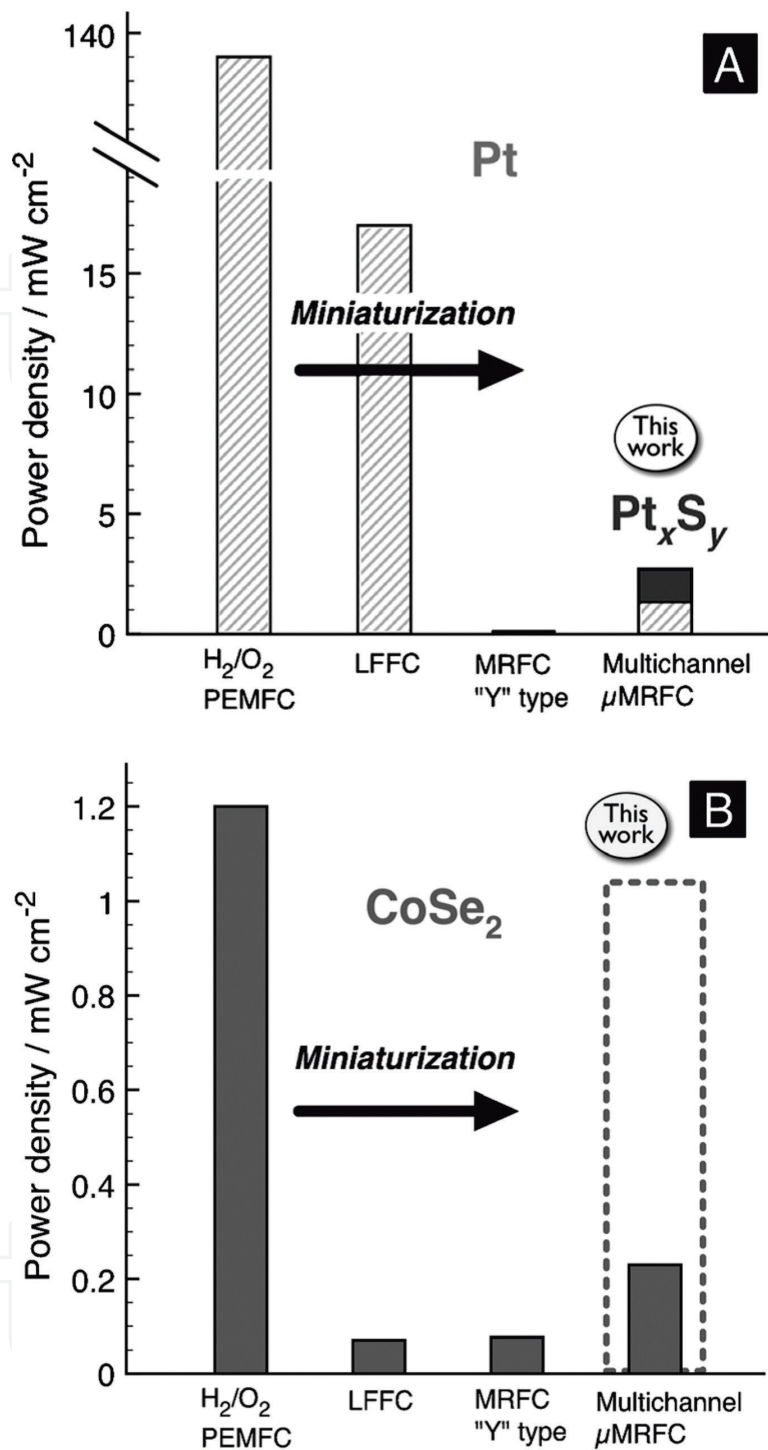 A
140
Pt
Power density / mW cm-2
15
Miniaturization
10
This
work
5
PtxSy
0
H2/O2
PEMFC
LFFC
MRFC
"Y" type
Multichannel
μMRFC
B
1.2
This
work
CoSe2
Power density / mW cm-2
1
0.8
Miniaturization
0.6
0.4
0.2
0
H2/O2
PEMFC
LFFC
MRFC
"Y" type
Multichannel
μMRFC